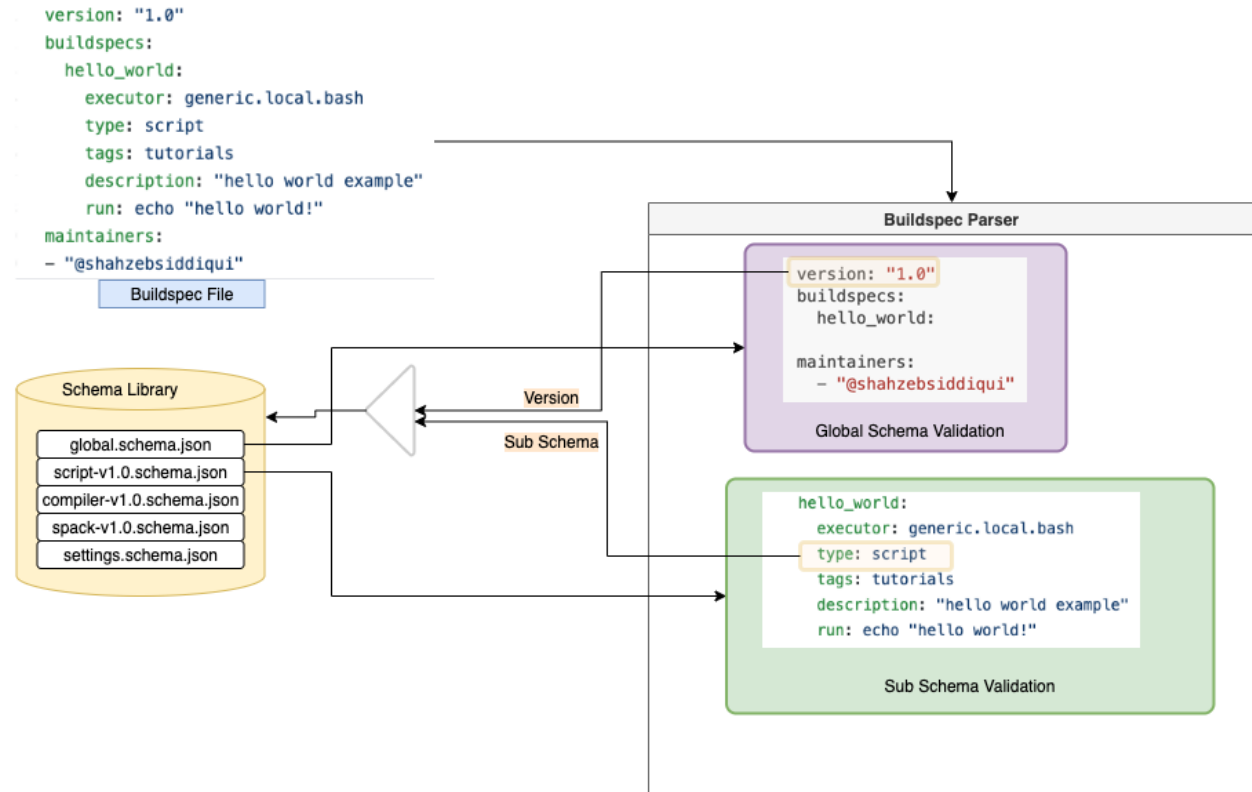 version: "1.0"
buildspecs:
  hello_world:
    executor: generic.local.bash
    type: script
    tags: tutorials
    description: "hello world example"
    run: echo "hello world!"
maintainers:
- "@shahzebsiddiqui"
Buildspec File
Buildspec Parser
version: "1.0"
buildspecs:
  hello_world:
maintainers:
  - "@shahzebsiddiqui"
Global Schema Validation
Schema Library
global.schema.json
script-v1.0.schema.json
compiler-v1.0.schema.json
spack-v1.0.schema.json
settings.schema.json
Version
Sub Schema
hello_world:
  executor: generic.local.bash
  type: script
  tags: tutorials
  description: "hello world example"
  run: echo "hello world!"
Sub Schema Validation